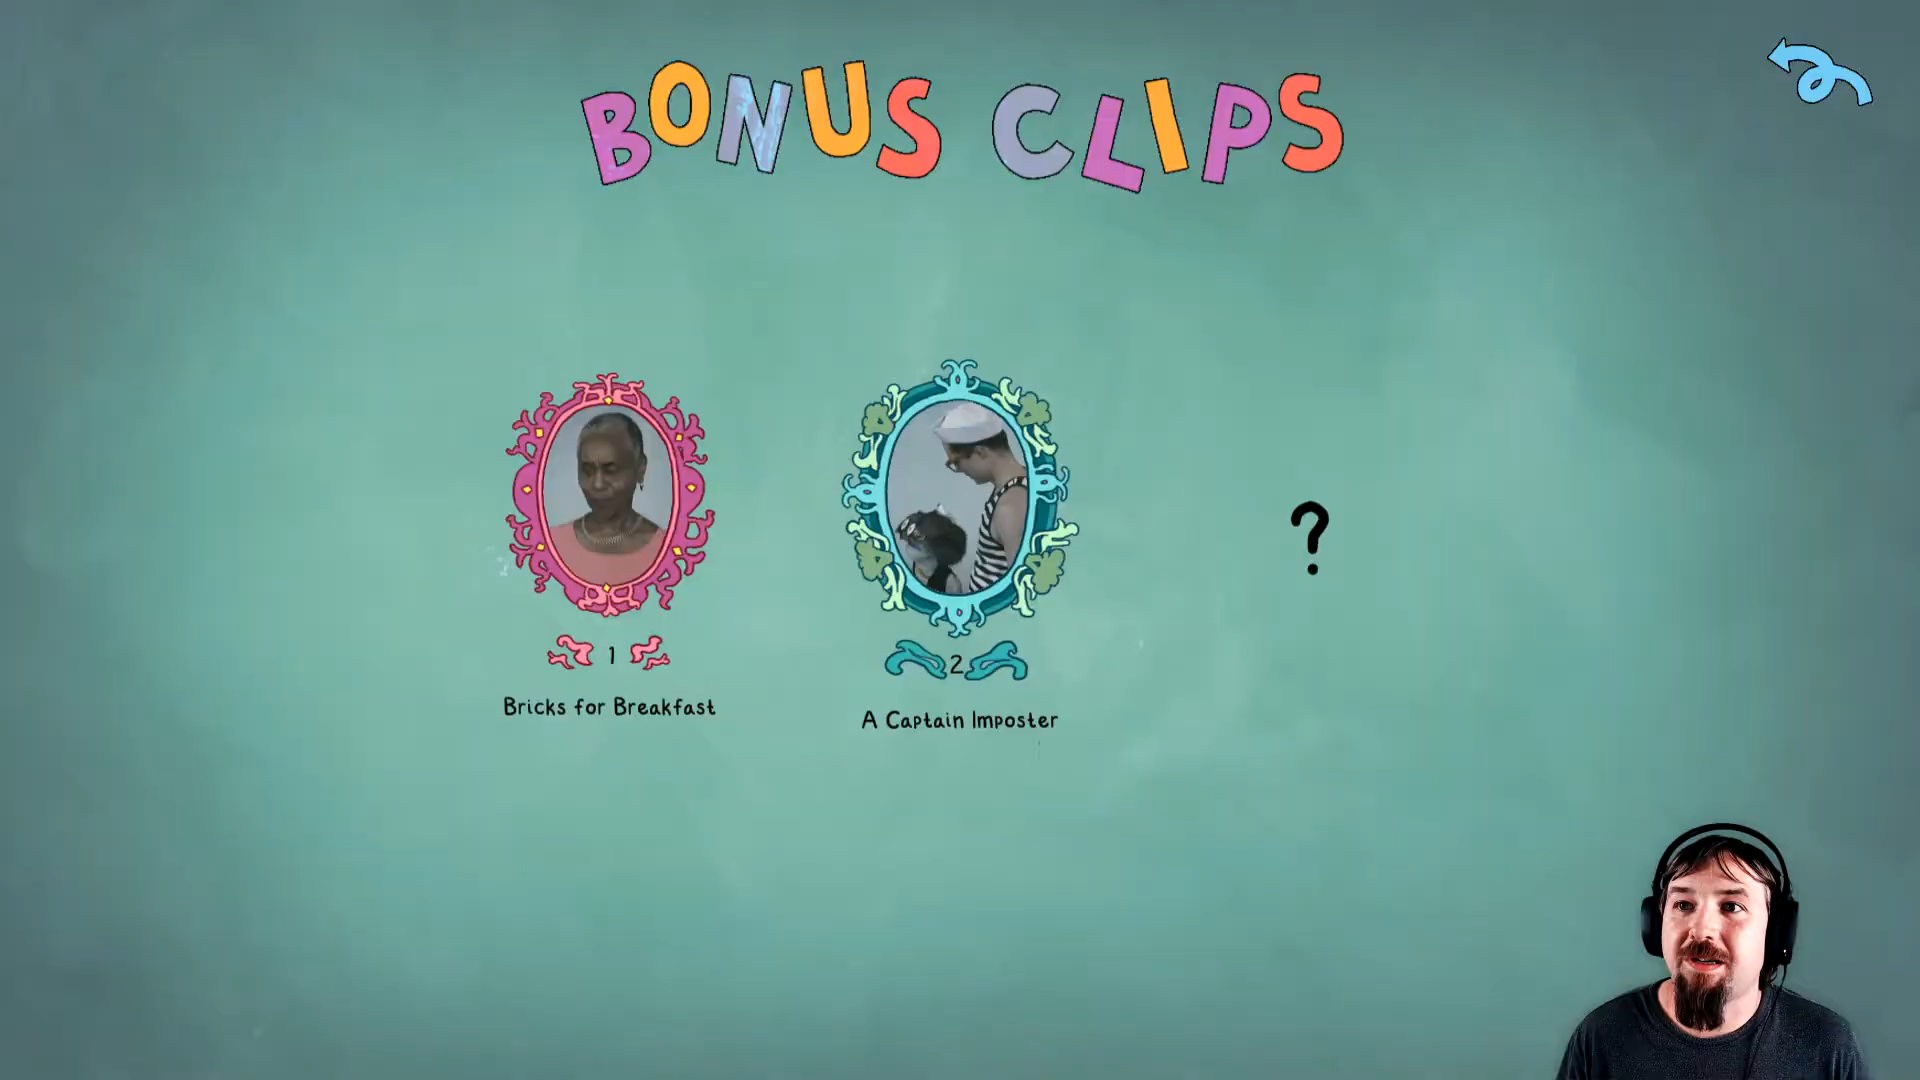 BONUS CLIPS
?
1
2
Bricks for Breakfast
A Captain Imposter